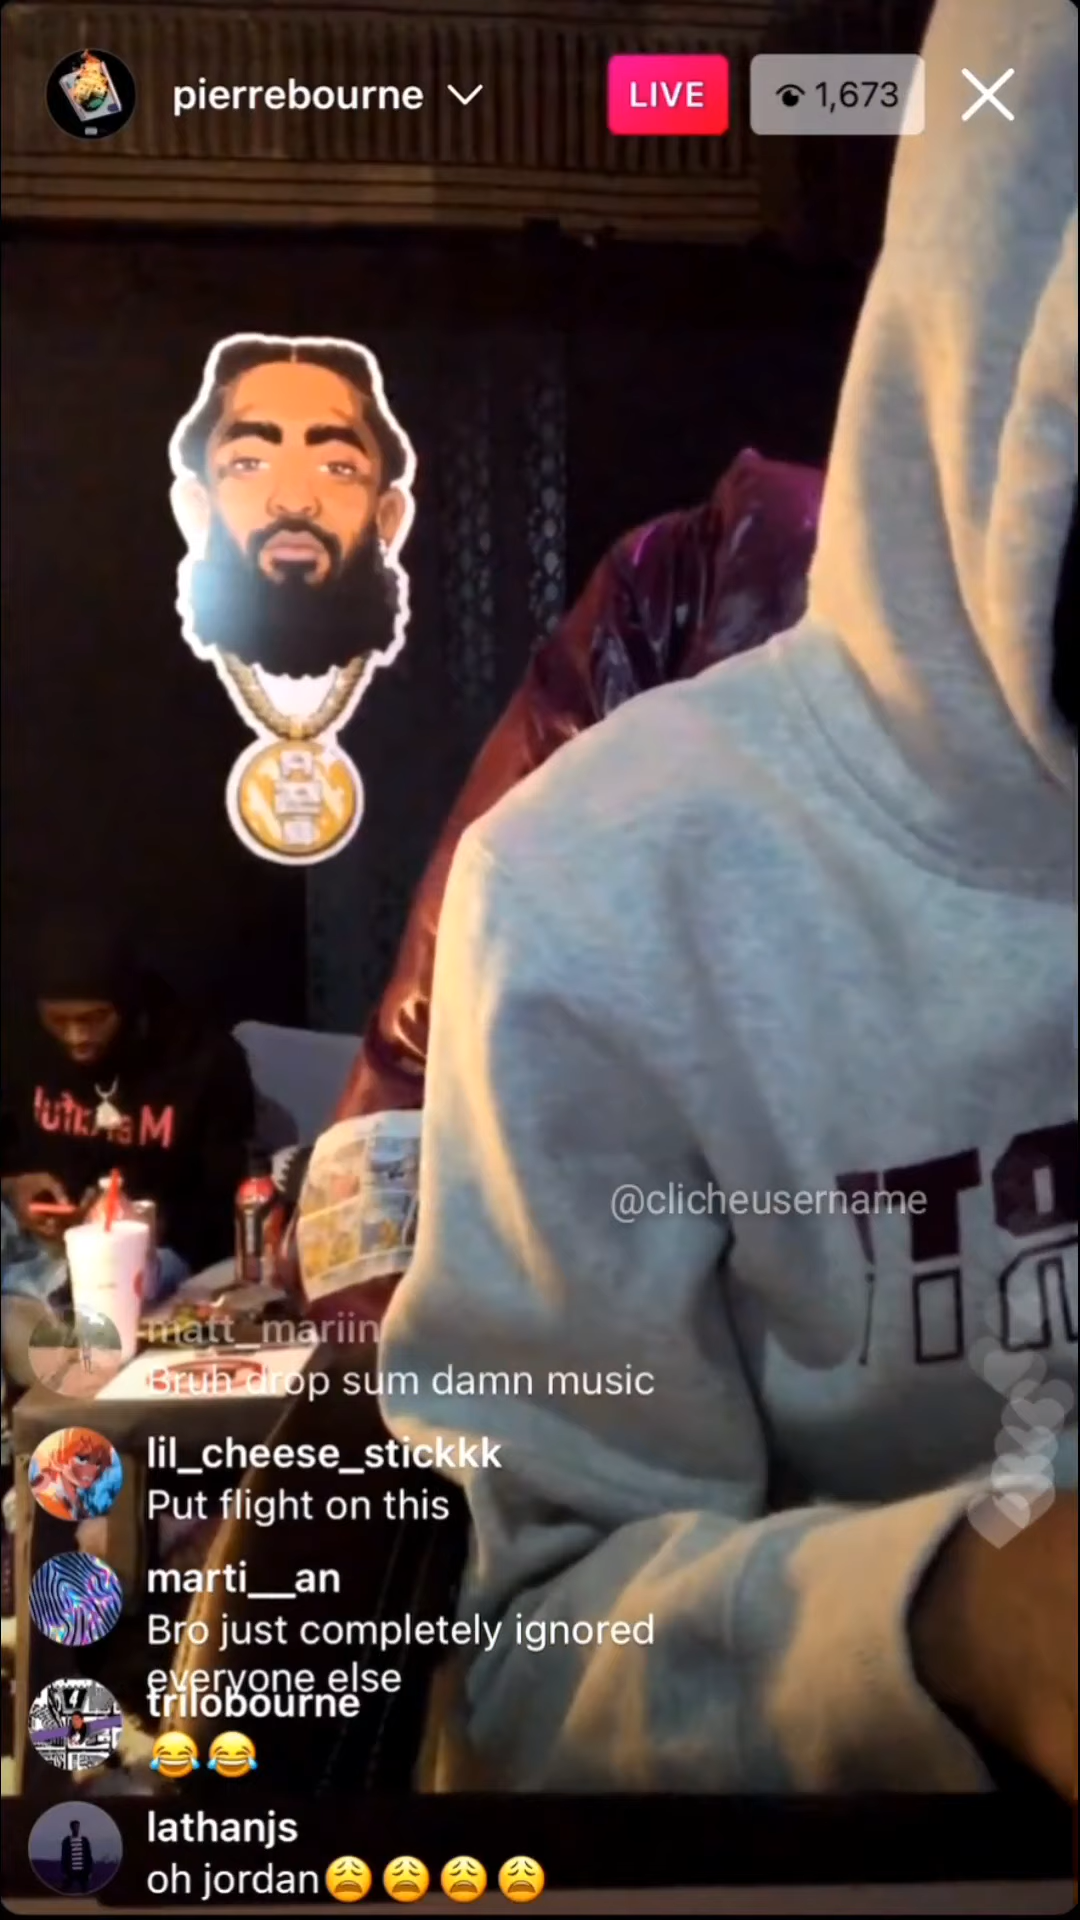 pierrebourne
LIVE
1,673
@clicheusername
matt_mariin
Bruh drop sum damn music
lil_cheese_stickkk
Put flight on this
marti__an
Bro just completely ignored
everyone else
trilobourne
😂😂
lathanjs
oh jordan😩😩😩😩